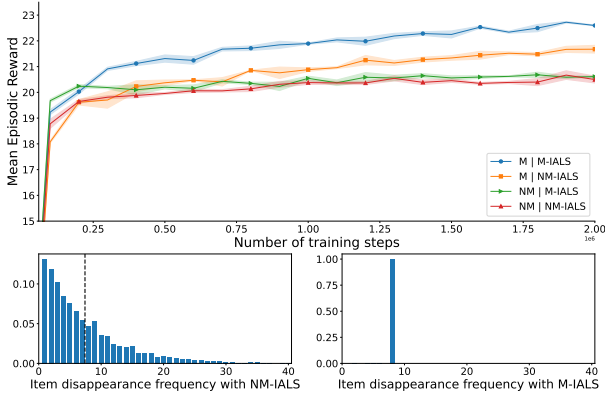 Mean Episodic Reward
23
22
21
20
19
18
17
16
15
M | M-IALS
M | NM-IALS
NM | M-IALS
NM | NM-IALS
0.25 0.50 0.75 1.00 1.25 1.50 1.75 2.00
Number of training steps
1e6
0.10
0.05
0.00
0 10 20 30 40
Item disappearance frequency with NM-IALS
1.00
0.75
0.50
0.25
0.00
0 10 20 30 40
Item disappearance frequency with M-IALS